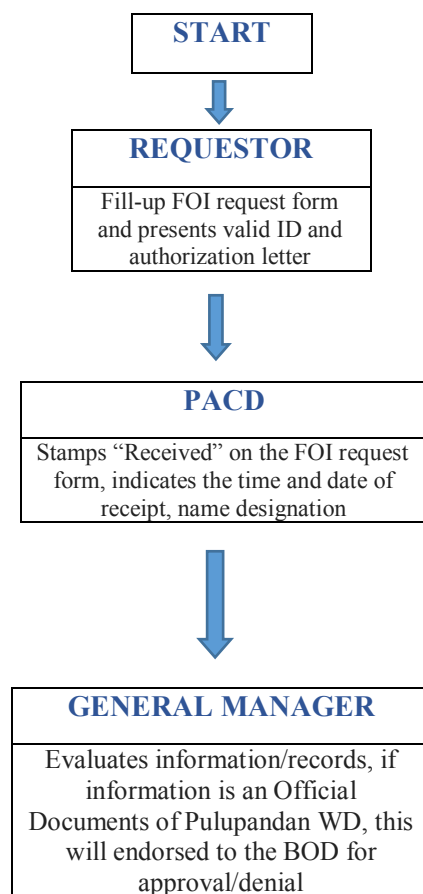 START
REQUESTOR
Fill-up FOI request form
and presents valid ID and
authorization letter
PACD
Stamps “Received” on the FOI request
form, indicates the time and date of
receipt, name designation
GENERAL MANAGER
Evaluates information/records, if
information is an Official
Documents of Pulupandan WD, this
will endorsed to the BOD for
approval/denial